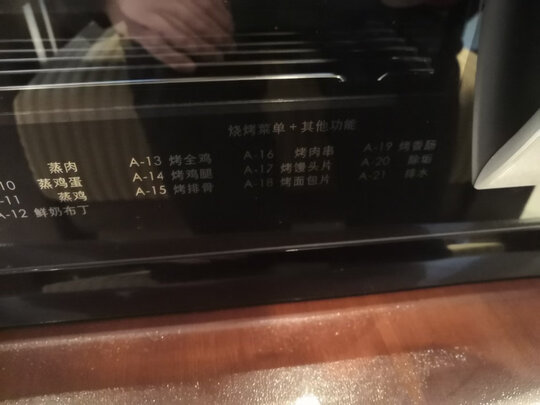 烧烤菜单+其他功能
蒸肉
10 蒸鸡蛋
-11 蒸鸡
A-12 鲜奶布丁
A-13 烤全鸡
A-14 烤鸡腿
A-15 烤排骨
A-16 烤肉串
A-17 烤馒头片
A-18 烤面包片
A-19 烤香肠
A-20 除垢
A-21 排水